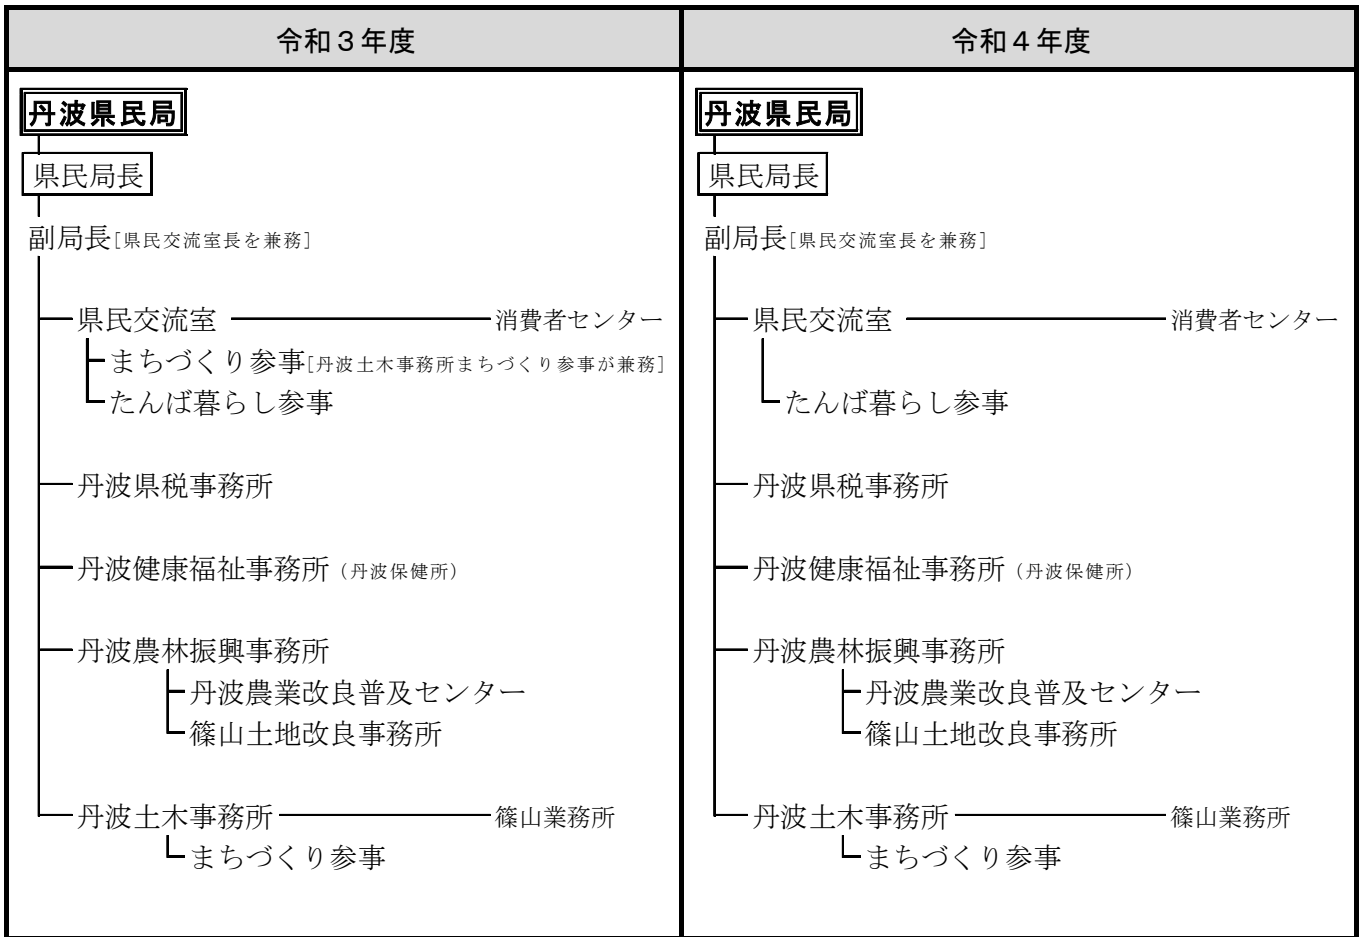 令和３年度
丹波県民局
県民局長
副局長[県民交流室長を兼務]
県民交流室 消費者センター
まちづくり参事[丹波土木事務所まちづくり参事が兼務]
たんば暮らし参事
丹波県税事務所
丹波健康福祉事務所（丹波保健所）
丹波農林振興事務所
丹波農業改良普及センター
篠山土地改良事務所
丹波土木事務所 篠山業務所
まちづくり参事
令和４年度
丹波県民局
県民局長
副局長[県民交流室長を兼務]
県民交流室 消費者センター
たんば暮らし参事
丹波県税事務所
丹波健康福祉事務所（丹波保健所）
丹波農林振興事務所
丹波農業改良普及センター
篠山土地改良事務所
丹波土木事務所 篠山業務所
まちづくり参事